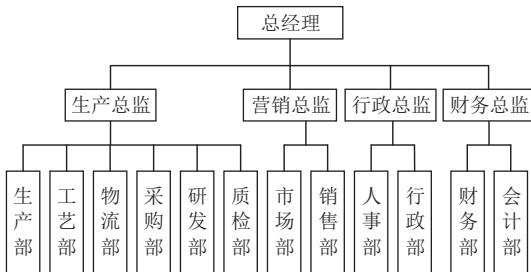 总经理
生产总监
营销总监
行政总监
财务总监
生产部
工艺部
物流部
采购部
研发部
质检部
市场部
销售部
人事部
行政部
财务部
会计部